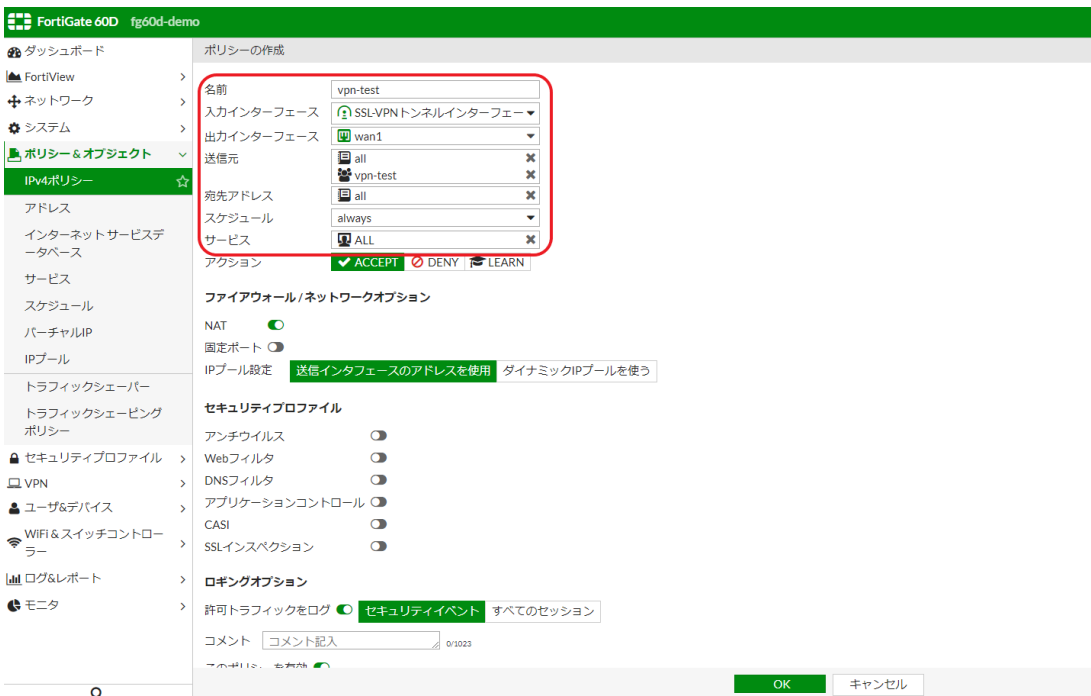 FortiGate 60D fg60d-demo
ダッシュボード
FortiView
ネットワーク
システム
ポリシー & オブジェクト
IPv4ポリシー
アドレス
インターネットサービスデ
ータベース
サービス
スケジュール
バーチャルIP
IPプール
トラフィックシェーパー
トラフィックシェーピング
ポリシー
セキュリティプロファイル
VPN
ユーザ&デバイス
WiFi & スイッチコントロー
ラー
ログ&レポート
モニタ
ポリシーの作成
名前 vpn-test
入力インターフェース SSL-VPNトンネルインターフェー
出力インターフェース wan1
送信元 all
vpn-test
宛先アドレス all
スケジュール always
サービス ALL
アクション ACCEPT DENY LEARN
ファイアウォール / ネットワークオプション
NAT
固定ポート
IPプール設定 送信インタフェースのアドレスを使用 ダイナミックIPプールを使う
セキュリティプロファイル
アンチウイルス
Webフィルタ
DNSフィルタ
アプリケーションコントロール
CASI
SSLインスペクション
ロギングオプション
許可トラフィックをログ セキュリティイベント すべてのセッション
コメント コメント記入 0/1023
このポリシーを有効
OK キャンセル